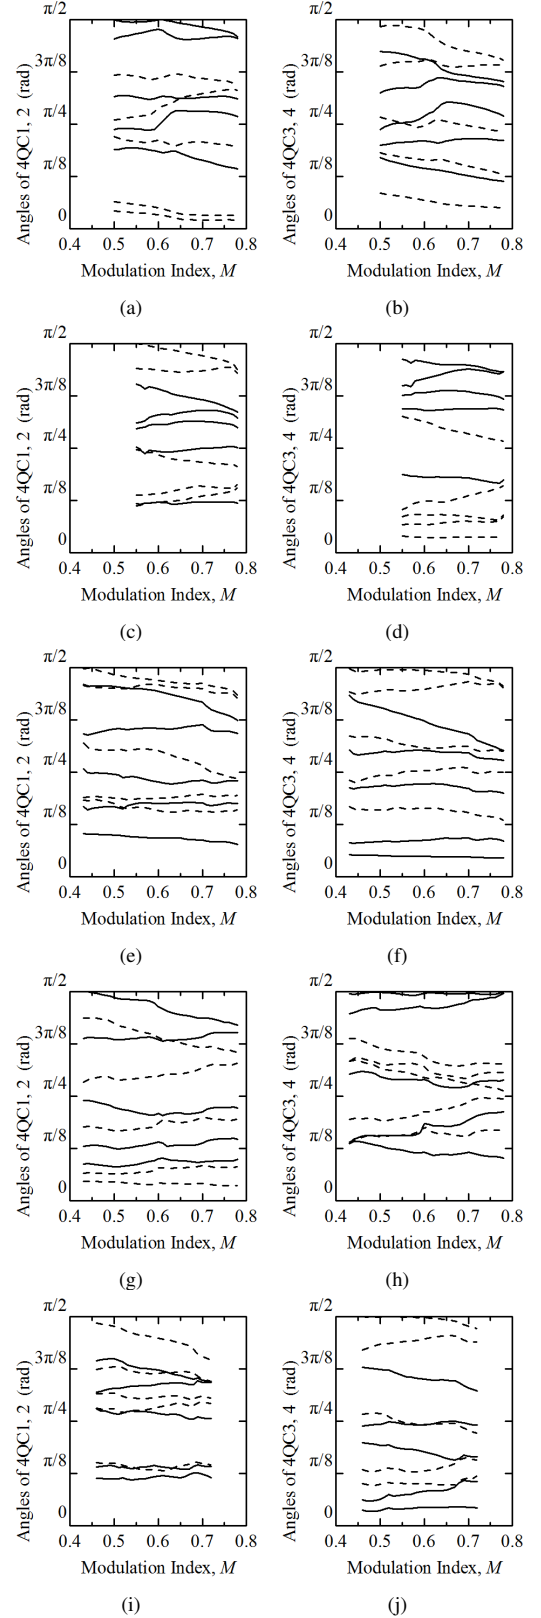 π/2 π/2
3π/8 3π/8
π/4 π/4
π/8 π/8
0 0
Angles of 4QC1, 2 (rad) Angles of 4QC3, 4 (rad)
0.4 0.5 0.6 0.7 0.8 0.4 0.5 0.6 0.7 0.8
Modulation Index, M Modulation Index, M
(a) (b)
π/2 π/2
3π/8 3π/8
π/4 π/4
π/8 π/8
0 0
Angles of 4QC1, 2 (rad) Angles of 4QC3, 4 (rad)
0.4 0.5 0.6 0.7 0.8 0.4 0.5 0.6 0.7 0.8
Modulation Index, M Modulation Index, M
(c) (d)
π/2 π/2
3π/8 3π/8
π/4 π/4
π/8 π/8
0 0
Angles of 4QC1, 2 (rad) Angles of 4QC3, 4 (rad)
0.4 0.5 0.6 0.7 0.8 0.4 0.5 0.6 0.7 0.8
Modulation Index, M Modulation Index, M
(e) (f)
π/2 π/2
3π/8 3π/8
π/4 π/4
π/8 π/8
0 0
Angles of 4QC1, 2 (rad) Angles of 4QC3, 4 (rad)
0.4 0.5 0.6 0.7 0.8 0.4 0.5 0.6 0.7 0.8
Modulation Index, M Modulation Index, M
(g) (h)
π/2 π/2
3π/8 3π/8
π/4 π/4
π/8 π/8
0 0
Angles of 4QC1, 2 (rad) Angles of 4QC3, 4 (rad)
0.4 0.5 0.6 0.7 0.8 0.4 0.5 0.6 0.7 0.8
Modulation Index, M Modulation Index, M
(i) (j)